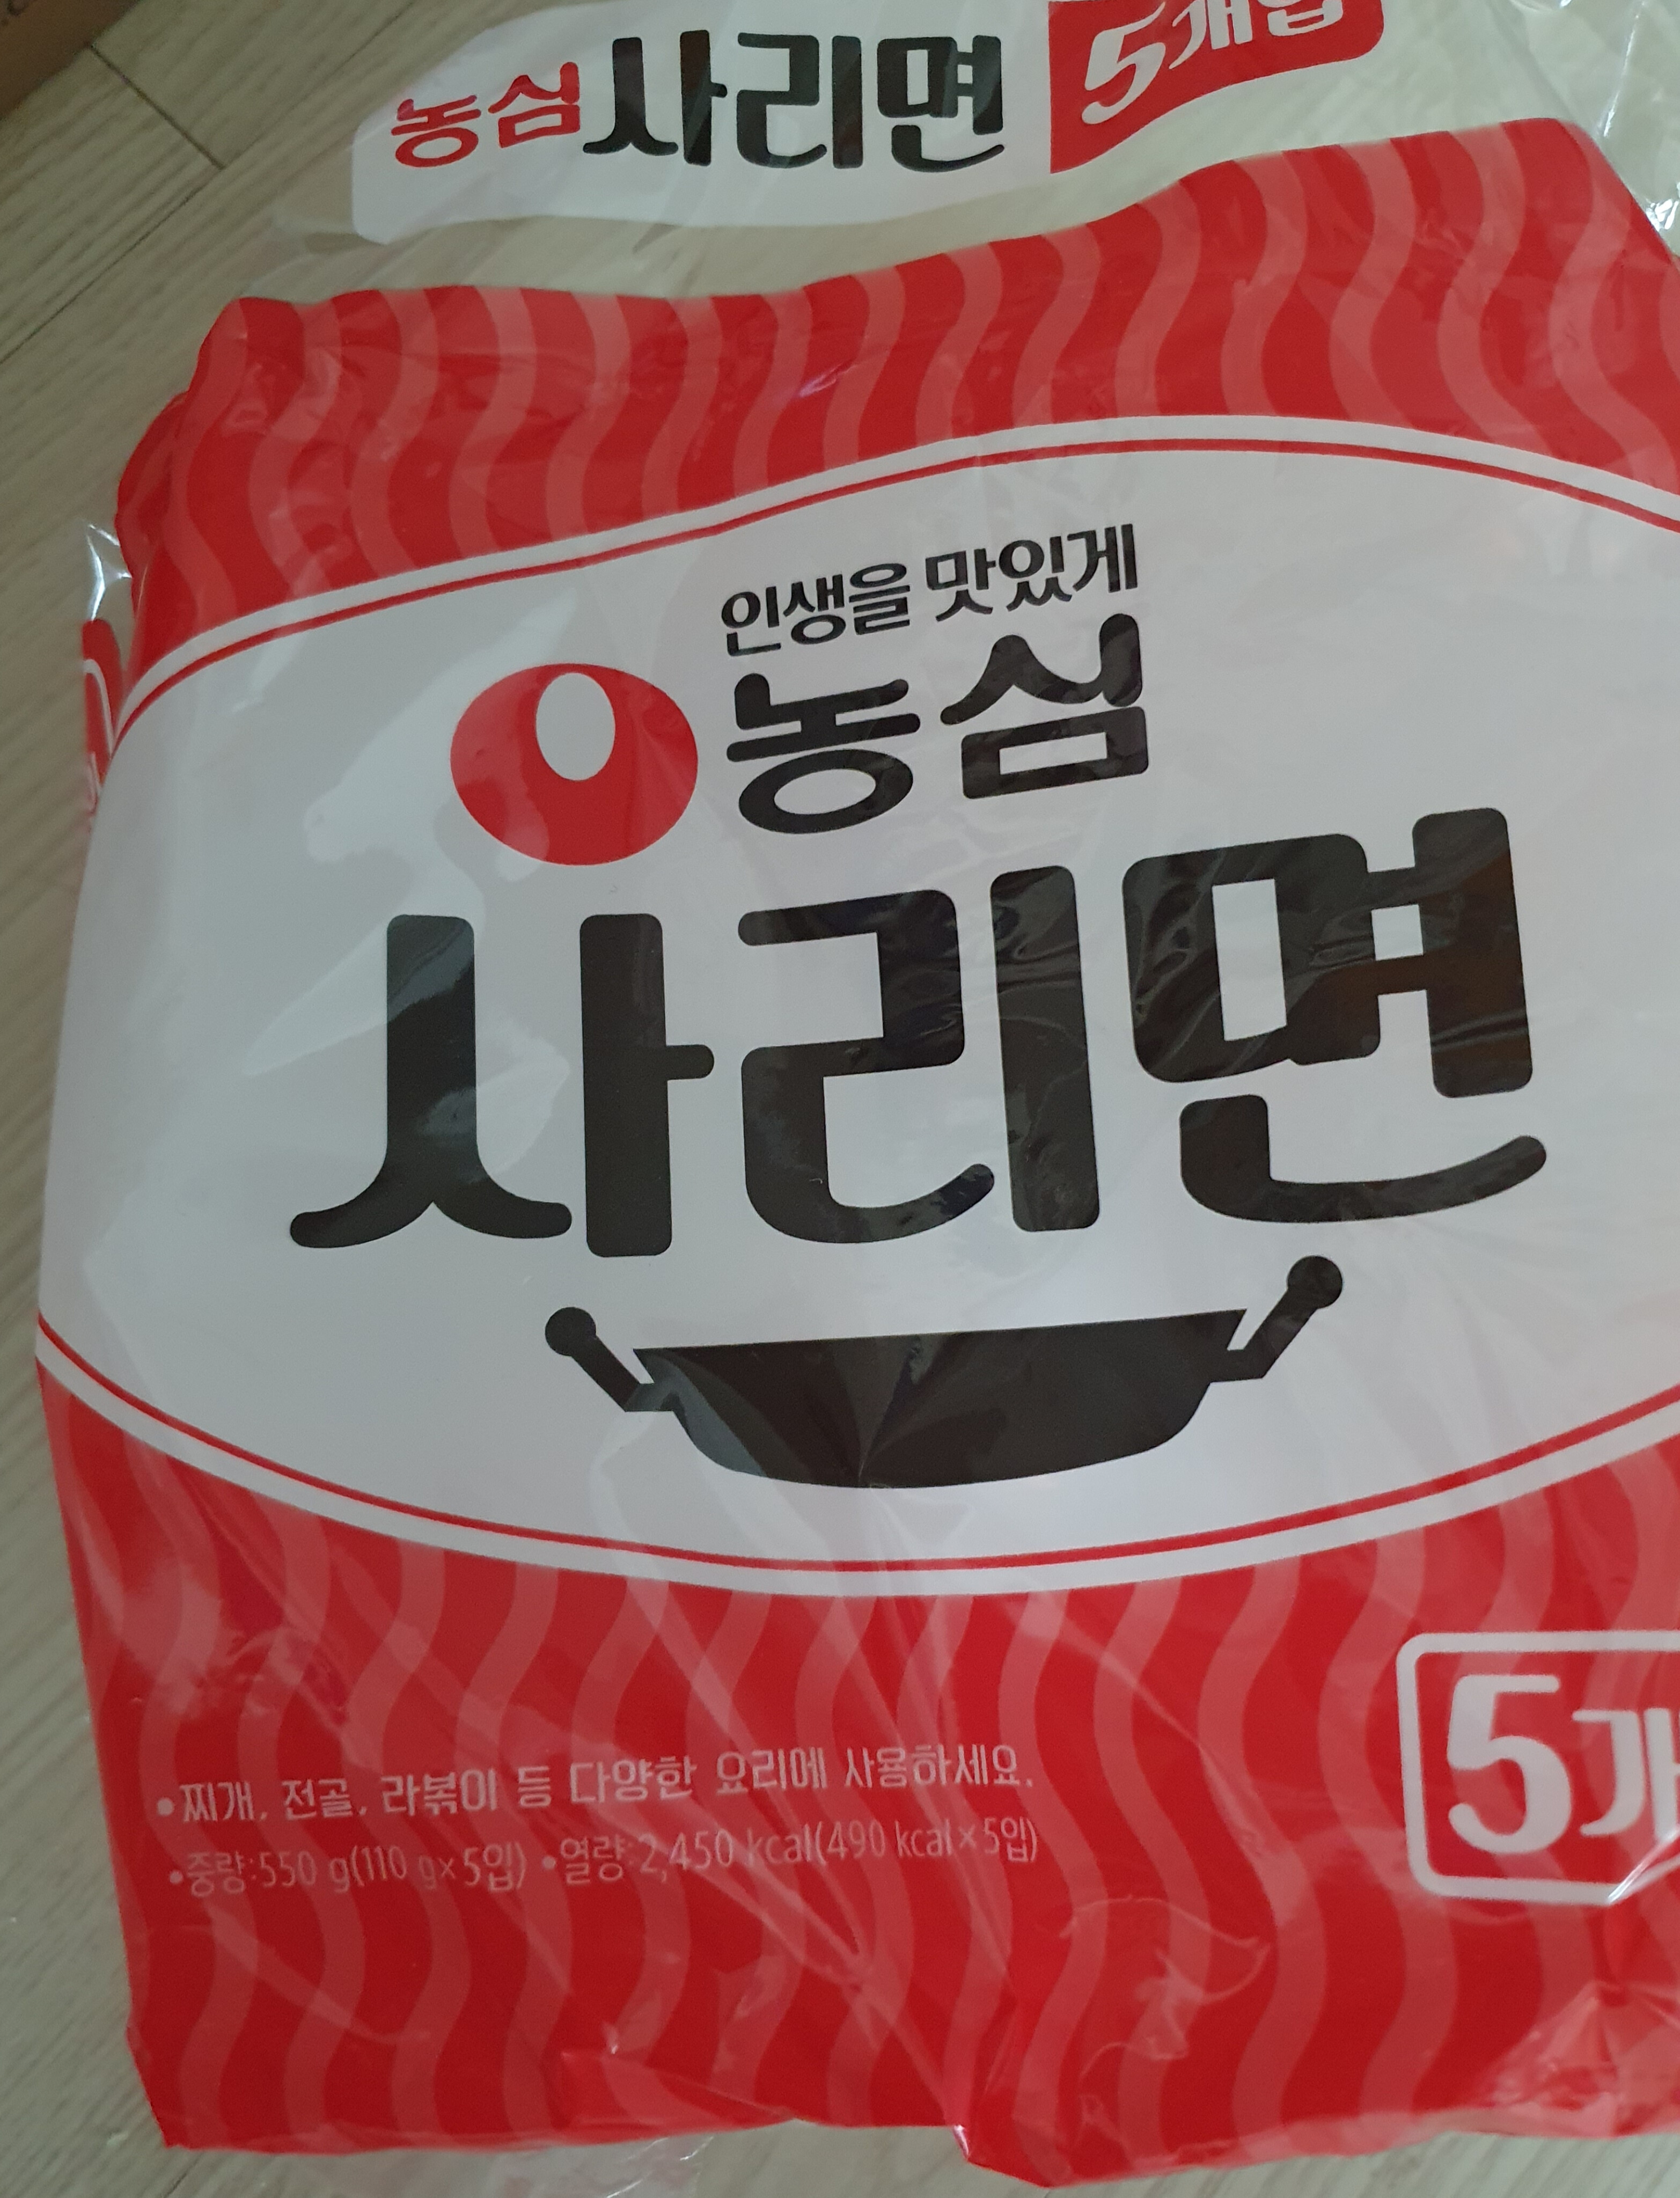 농심 사리면 5개입
인생을 맛있게
농심
사리면
5개
•찌개, 전골, 라볶이 등 다양한 요리에 사용하세요.
•중량:550 g(110 g×5입) •열량:2,450 kcal(490 kcal×5입)